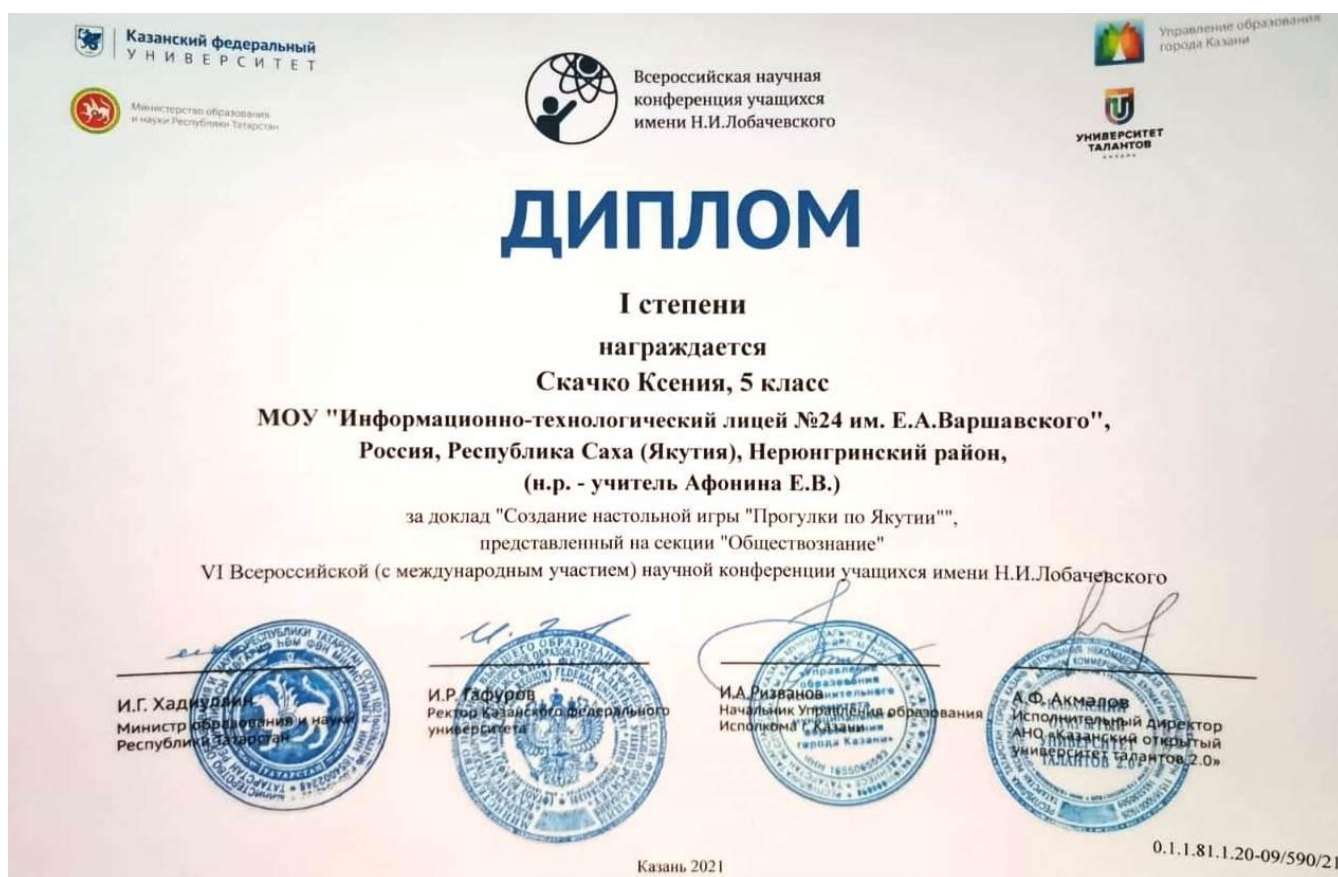 Казанский федеральный
УНИВЕРСИТЕТ
Министерство образования
и науки Республики Татарстан
Всероссийская научная
конференция учащихся
имени Н.И.Лобачевского
Управление образования
города Казани
УНИВЕРСИТЕТ
ТАЛАНТОВ
ДИПЛОМ
I степени
награждается
Скачко Ксения, 5 класс
МОУ "Информационно-технологический лицей №24 им. Е.А.Варшавского",
Россия, Республика Саха (Якутия), Нерюнгринский район,
(н.р. - учитель Афонина Е.В.)
за доклад "Создание настольной игры "Прогулки по Якутии"",
представленный на секции "Обществознание"
VI Всероссийской (с международным участием) научной конференции учащихся имени Н.И.Лобачевского
И.Г. Хадиуллин
Министр образования и науки
Республики Татарстан
И.Р. Гафуров
Ректор Казанского федерального
университета
И.А.Ризванов
Начальник Управления образования
Исполкома г.Казани
А.Ф. Акмалов
Исполнительный директор
АНО «Казанский открытый
университет талантов 2.0»
Казань 2021
0.1.1.81.1.20-09/590/21